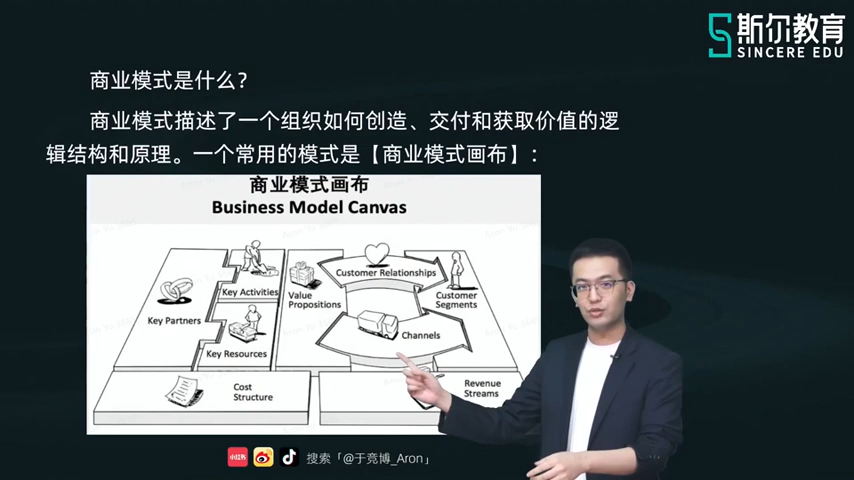 斯尔教育
SINCERE EDU
商业模式是什么？
商业模式描述了一个组织如何创造、交付和获取价值的逻
辑结构和原理。一个常用的模式是【商业模式画布】：
商业模式画布
Business Model Canvas
Key Partners
Key Activities
Key Resources
Value
Propositions
Customer Relationships
Channels
Customer
Segments
Cost
Structure
Revenue
Streams
小红书
搜索「@于竞博_Aron」